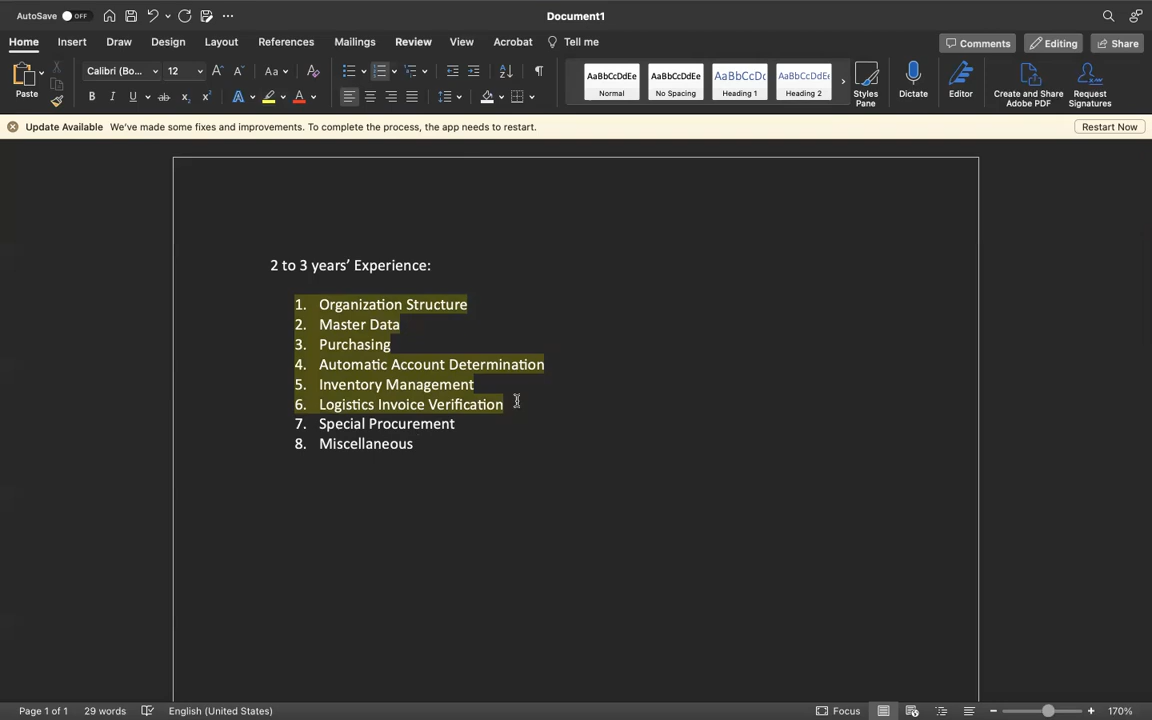 AutoSave OFF
Document1
Home Insert Draw Design Layout References Mailings Review View Acrobat Tell me
Comments Editing Share
Paste
Calibri (Bo... 12
Aa
B I U ab x₂ x² A A
AaBbCcDdEe AaBbCcDdEe AaBbCcDc AaBbCcDdEe
Normal No Spacing Heading 1 Heading 2
Styles Pane
Dictate
Editor
Create and Share Adobe PDF
Request Signatures
Update Available We've made some fixes and improvements. To complete the process, the app needs to restart. Restart Now
2 to 3 years’ Experience:
1. Organization Structure
2. Master Data
3. Purchasing
4. Automatic Account Determination
5. Inventory Management
6. Logistics Invoice Verification
7. Special Procurement
8. Miscellaneous
Page 1 of 1 29 words English (United States) Focus 170%